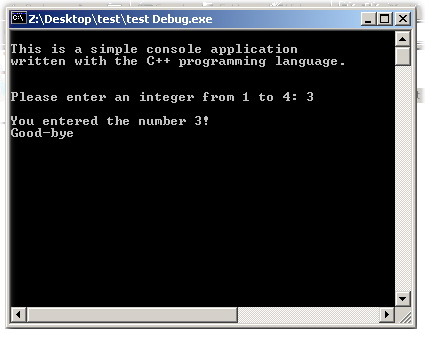 Z:\Desktop\test\test Debug.exe
This is a simple console application
written with the C++ programming language.
Please enter an integer from 1 to 4: 3
You entered the number 3!
Good-bye